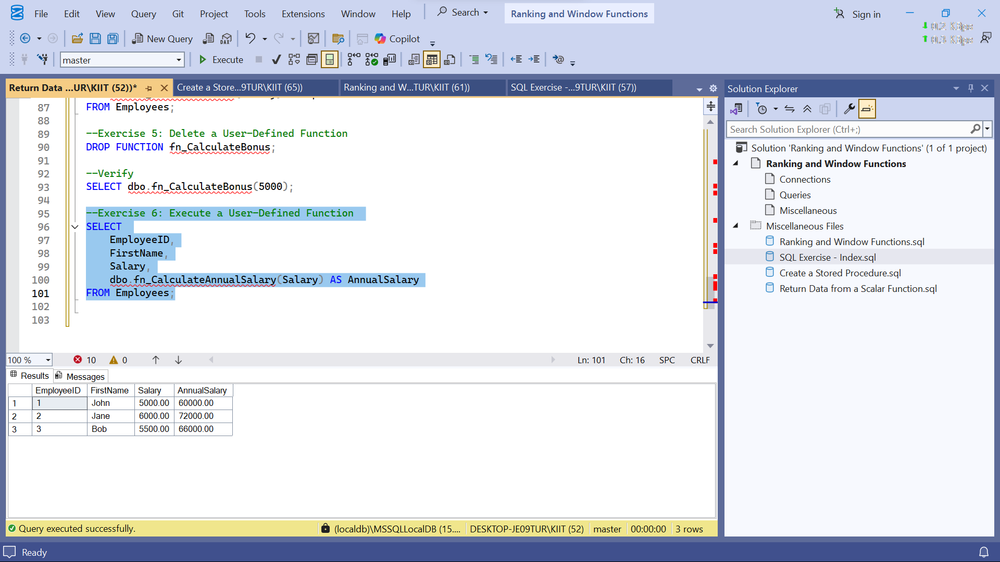 File Edit View Query Git Project Tools Extensions Window Help Search Ranking and Window Functions Sign in
New Query DAX Copilot
master Execute
Return Data ...UR\KIIT (52))* Create a Store...9TUR\KIIT (65)) Ranking and W...TUR\KIIT (61)) SQL Exercise -...9TUR\KIIT (57))
87 FROM Employees;
88
89 --Exercise 5: Delete a User-Defined Function
90 DROP FUNCTION fn_CalculateBonus;
91
92 --Verify
93 SELECT dbo.fn_CalculateBonus(5000);
94
95 --Exercise 6: Execute a User-Defined Function
96 SELECT
97 EmployeeID,
98 FirstName,
99 Salary,
100 dbo.fn_CalculateAnnualSalary(Salary) AS AnnualSalary
101 FROM Employees;
102
103
100 % 10 0 Ln: 101 Ch: 16 SPC CRLF
Results Messages
EmployeeID FirstName Salary AnnualSalary
1 1 John 5000.00 60000.00
2 2 Jane 6000.00 72000.00
3 3 Bob 5500.00 66000.00
Query executed successfully. (localdb)\MSSQLLocalDB (15.... DESKTOP-JE09TUR\KIIT (52) master 00:00:00 3 rows
Solution Explorer
Search Solution Explorer (Ctrl+;)
Solution 'Ranking and Window Functions' (1 of 1 project)
Ranking and Window Functions
Connections
Queries
Miscellaneous
Miscellaneous Files
Ranking and Window Functions.sql
SQL Exercise - Index.sql
Create a Stored Procedure.sql
Return Data from a Scalar Function.sql
Ready